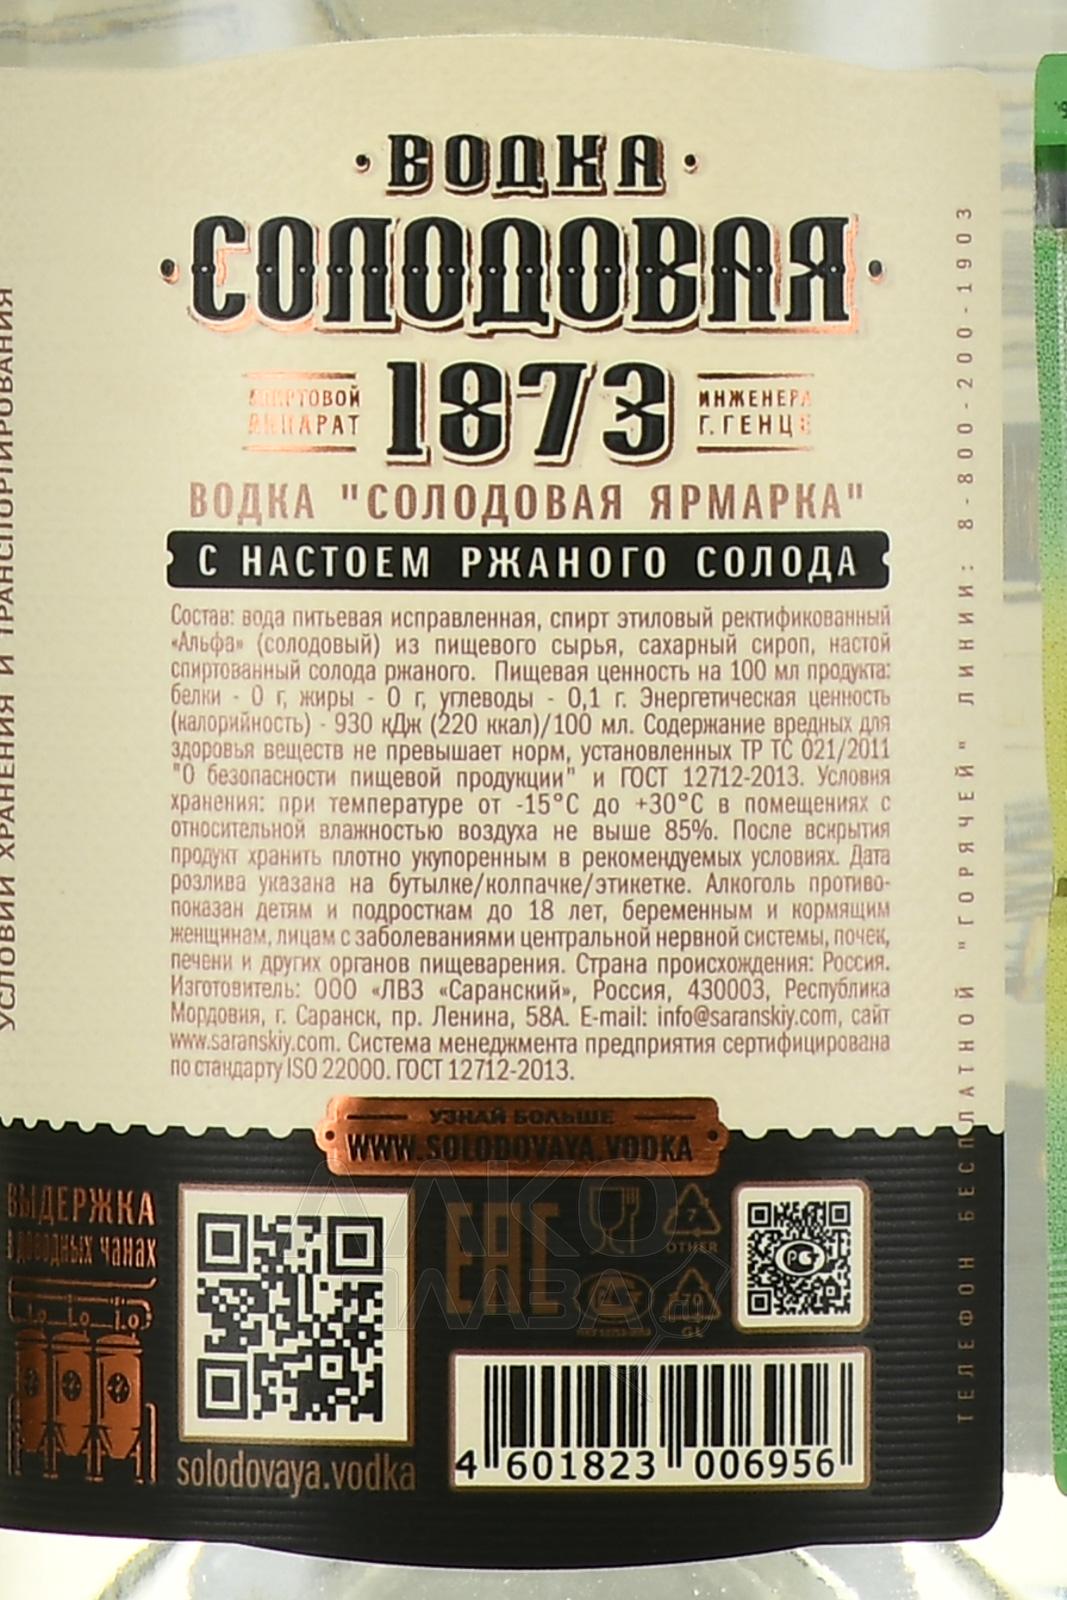 ВОДКА
СОЛОДОВАЯ
СПИРТОВОЙ
АППАРАТ
1873
ИНЖЕНЕРА
Г.ГЕНЦЕ
ВОДКА "СОЛОДОВАЯ ЯРМАРКА"
С НАСТОЕМ РЖАНОГО СОЛОДА
Состав: вода питьевая исправленная, спирт этиловый ректификованный
«Альфа» (солодовый) из пищевого сырья, сахарный сироп, настой
спиртованный солода ржаного. Пищевая ценность на 100 мл продукта:
белки - 0 г, жиры - 0 г, углеводы - 0,1 г. Энергетическая ценность
(калорийность) - 930 кДж (220 ккал)/100 мл. Содержание вредных для
здоровья веществ не превышает норм, установленных ТР ТС 021/2011
"О безопасности пищевой продукции" и ГОСТ 12712-2013. Условия
хранения: при температуре от -15°С до +30°С в помещениях с
относительной влажностью воздуха не выше 85%. После вскрытия
продукт хранить плотно укупоренным в рекомендуемых условиях. Дата
розлива указана на бутылке/колпачке/этикетке. Алкоголь противо-
показан детям и подросткам до 18 лет, беременным и кормящим
женщинам, лицам с заболеваниями центральной нервной системы, почек,
печени и других органов пищеварения. Страна происхождения: Россия.
Изготовитель: ООО «ЛВЗ «Саранский», Россия, 430003, Республика
Мордовия, г. Саранск, пр. Ленина, 58А. E-mail: info@saranskiy.com, сайт
www.saranskiy.com. Система менеджмента предприятия сертифицирована
по стандарту ISO 22000. ГОСТ 12712-2013.
УЗНАЙ БОЛЬШЕ
WWW.SOLODOVAYA.VODKA
ВЫДЕРЖКА
в доводных чанах
solodovaya.vodka
EAC
7
OTHER
70
GL
4 601823 006956
УСЛОВИЙ ХРАНЕНИЯ И ТРАНСПОРТИРОВАНИЯ
ТЕЛЕФОН БЕСПЛАТНОЙ "ГОРЯЧЕЙ" ЛИНИИ: 8-800-200-1903
АЛКО
ПЛАЗА
.ru